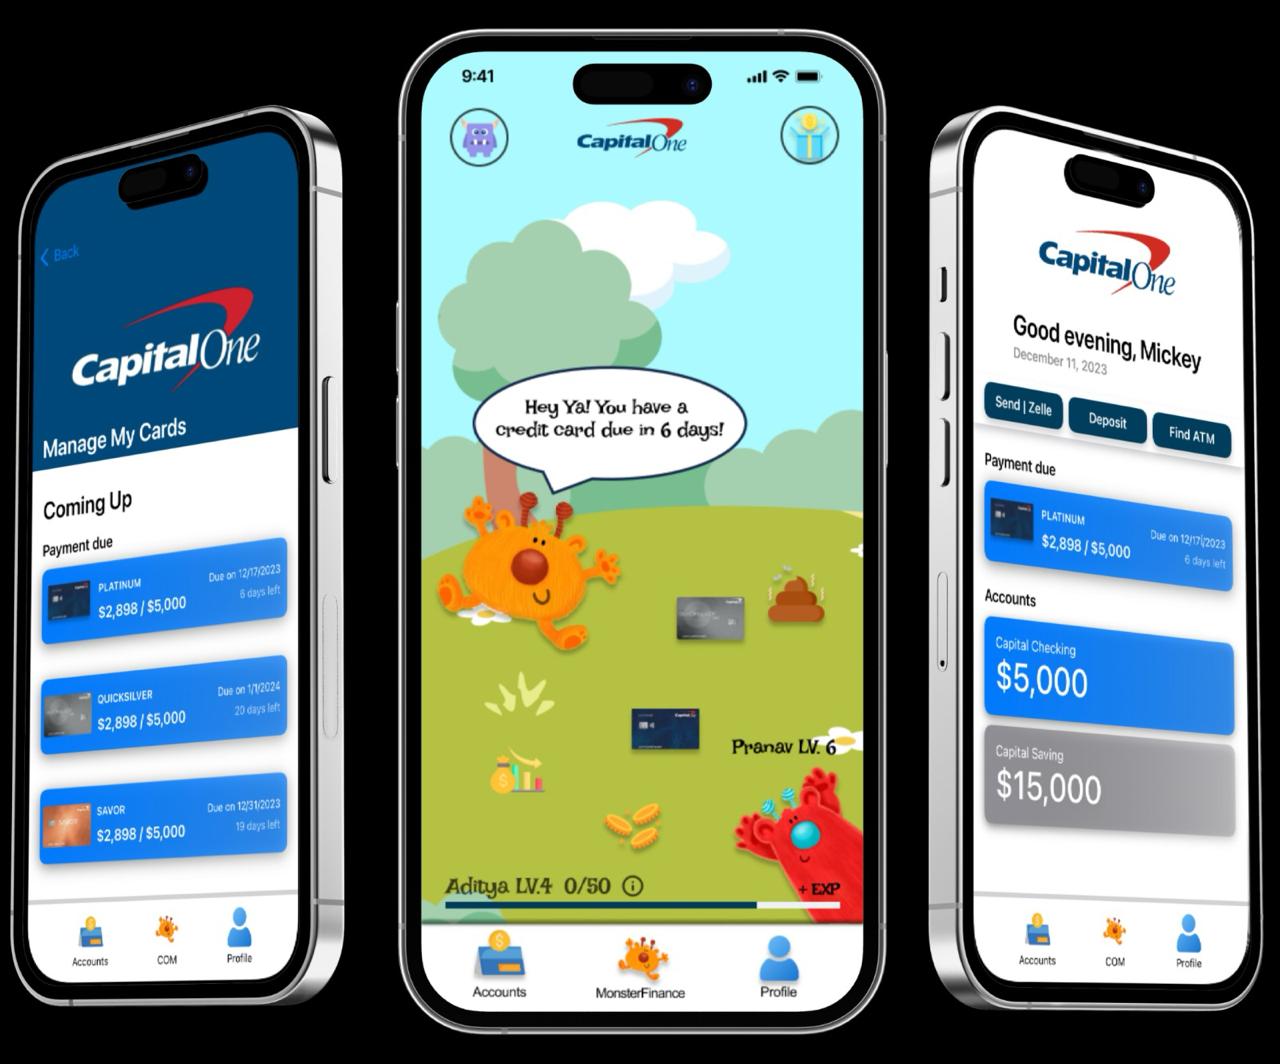 Back
Capital One
Manage My Cards
Coming Up
Payment due
PLATINUM
$2,898 / $5,000
Due on 12/17/2023
6 days left
QUICKSILVER
$2,898 / $5,000
Due on 1/1/2024
20 days left
SAVOR
$2,898 / $5,000
Due on 12/31/2023
19 days left
Accounts
COM
Profile
9:41
Capital One
Hey Ya! You have a
credit card due in 6 days!
Pranav LV. 6
Aditya LV.4 0/50
+ EXP
Accounts
MonsterFinance
Profile
Capital One
Good evening, Mickey
December 11, 2023
Send | Zelle
Deposit
Find ATM
Payment due
PLATINUM
$2,898 / $5,000
Due on 12/17/2023
6 days left
Accounts
Capital Checking
$5,000
Capital Saving
$15,000
Accounts
COM
Profile